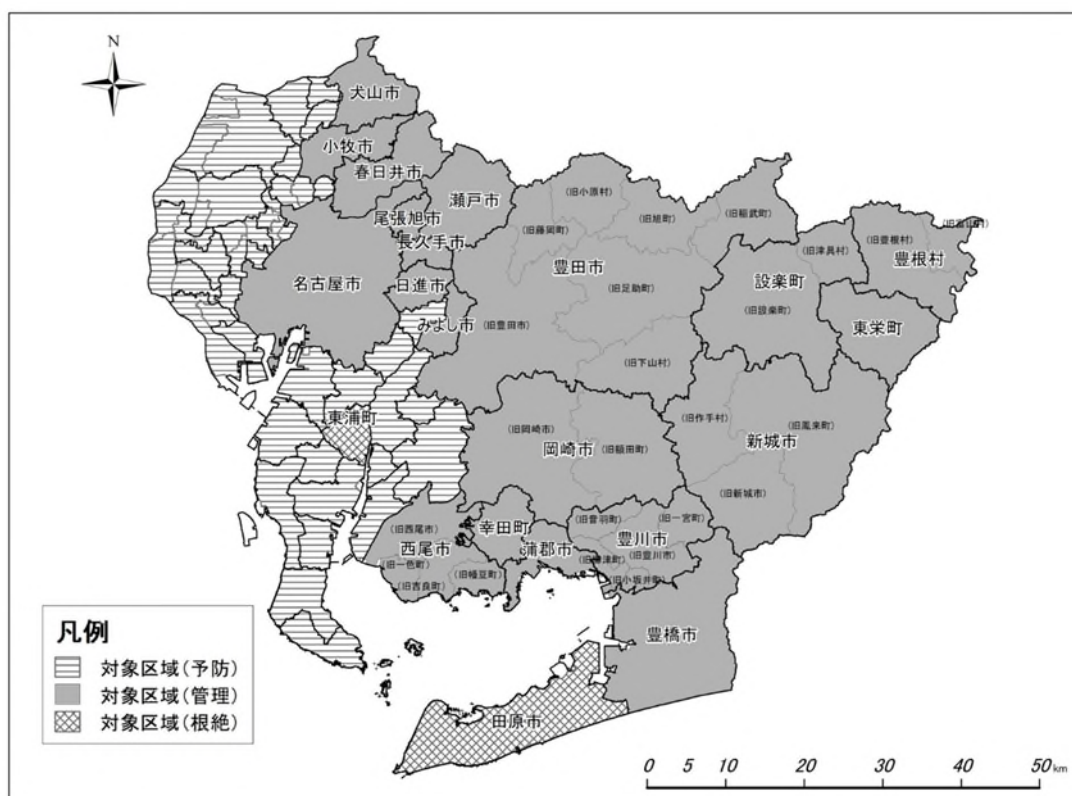 N
犬山市
小牧市
春日井市
瀬戸市
尾張旭市
長久手市
名古屋市
日進市
みよし市
(旧小原村)
(旧旭町)
(旧稲武町)
(旧藤岡町)
豊田市
(旧足助町)
(旧豊田市)
(旧下山村)
(旧津具村)
設楽町
(旧設楽町)
(旧豊根村)
豊根村
(旧富山村)
東栄町
東浦町
(旧岡崎市)
岡崎市
(旧額田町)
(旧作手村)
(旧鳳来町)
新城市
(旧新城市)
(旧西尾市)
西尾市
(旧一色町)
(旧吉良町)
(旧幡豆町)
幸田町
蒲郡市
(旧音羽町)
(旧一宮町)
豊川市
(旧豊川市)
(旧小坂井町)
豊橋市
田原市
凡例
対象区域(予防)
対象区域(管理)
対象区域(根絶)
0 5 10 20 30 40 50 km